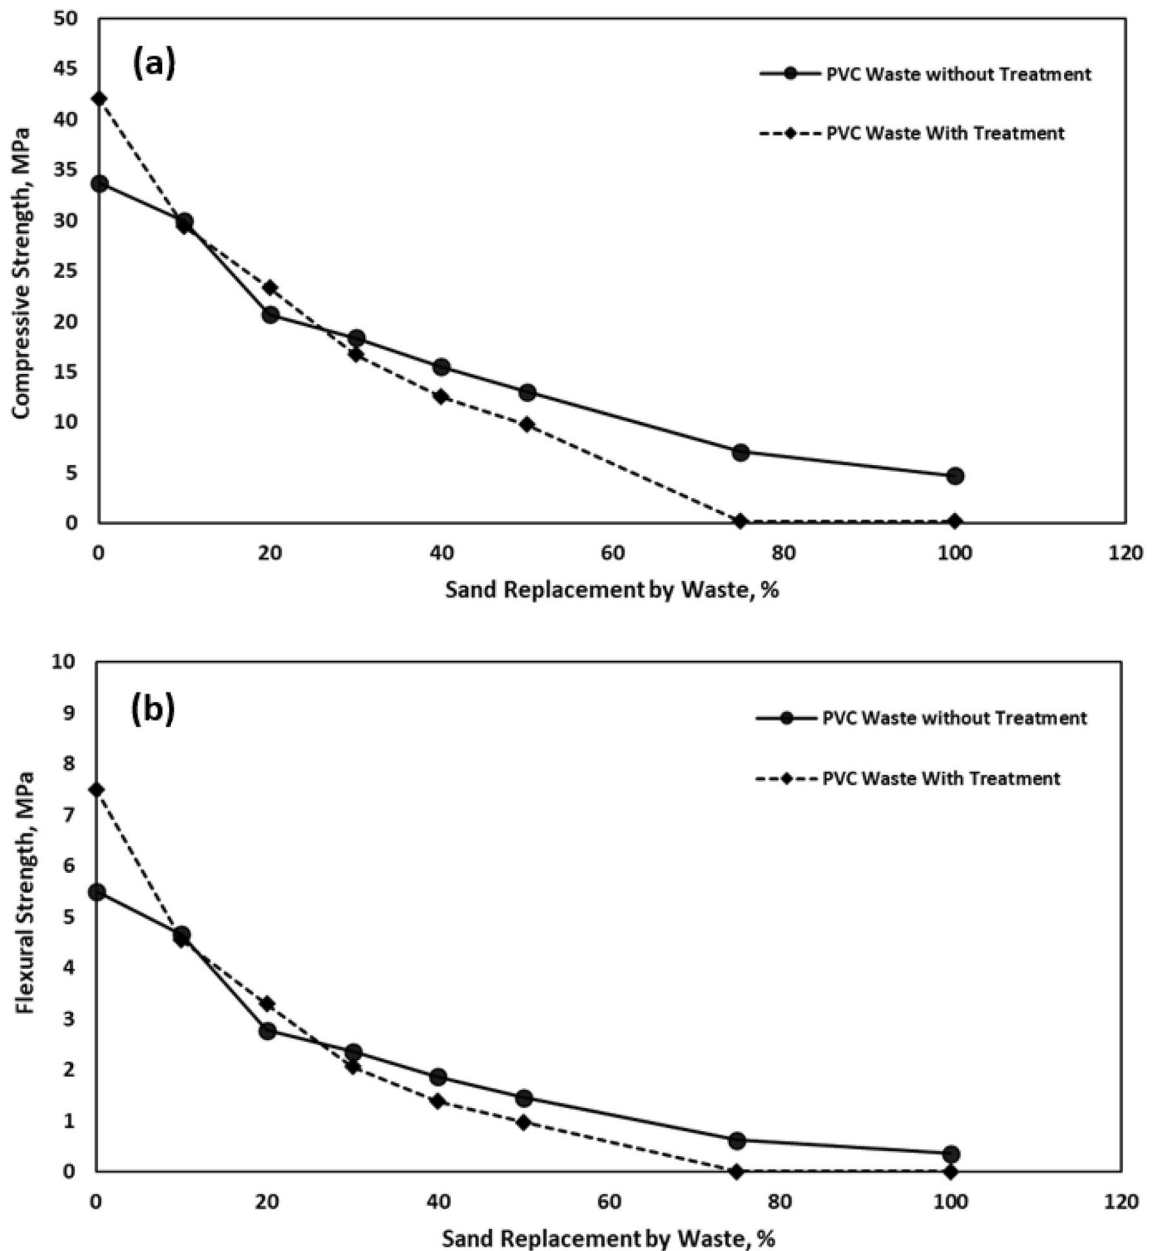 50
(a)
45
PVC Waste without Treatment
40
PVC Waste With Treatment
35
30
25
20
15
10
5
0
Compressive Strength, MPa
0 20 40 60 80 100 120
Sand Replacement by Waste, %
10
(b)
9
PVC Waste without Treatment
8
PVC Waste With Treatment
7
6
5
4
3
2
1
0
Flexural Strength, MPa
0 20 40 60 80 100 120
Sand Replacement by Waste, %